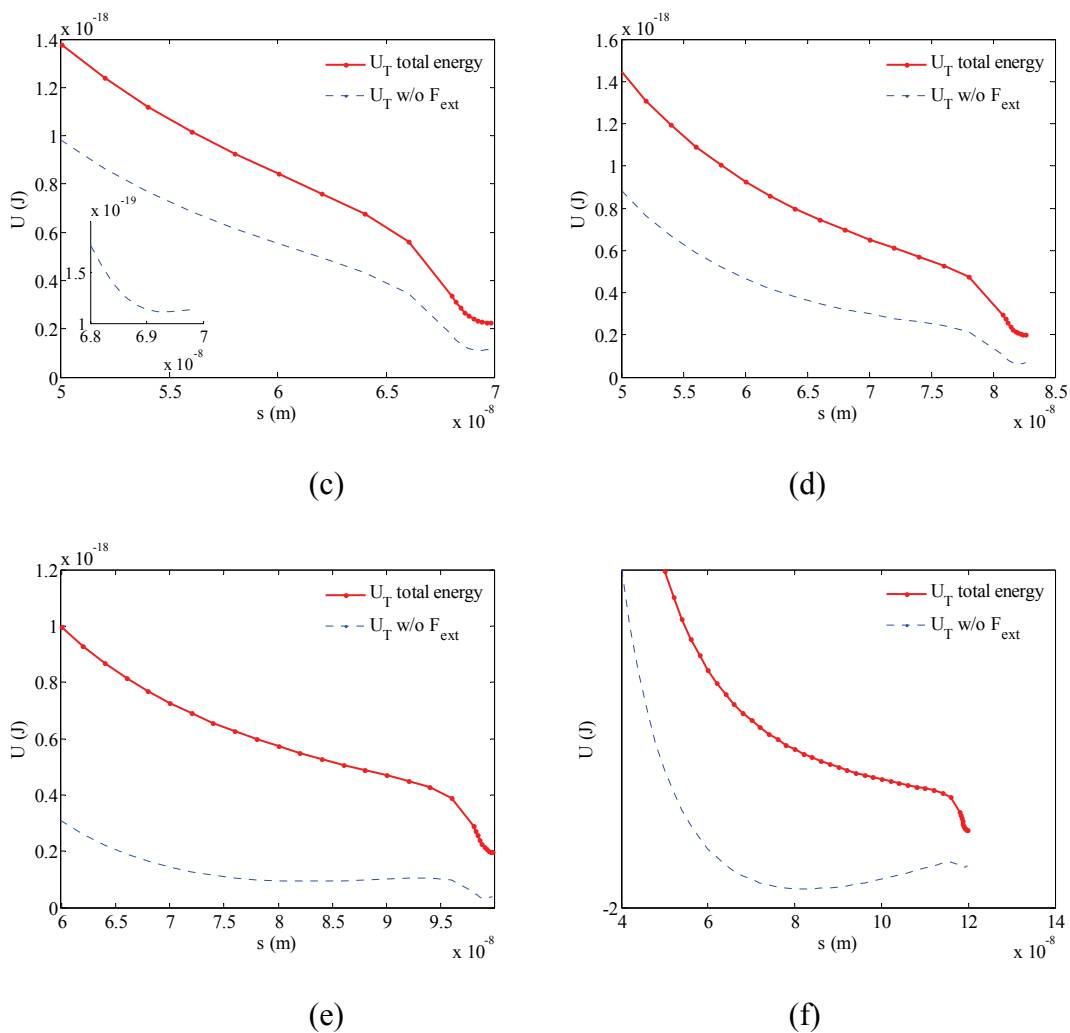 x 10^-18
1.4
1.2
1
0.8
0.6
0.4
0.2
0
U (J)
U_T total energy
U_T w/o F_ext
x 10^-19
1.5
1
6.8 6.9 7
x 10^-8
5 5.5 6 6.5 7
s (m)
x 10^-8
(c)
x 10^-18
1.6
1.4
1.2
1
0.8
0.6
0.4
0.2
0
U (J)
U_T total energy
U_T w/o F_ext
5 5.5 6 6.5 7 7.5 8 8.5
s (m)
x 10^-8
(d)
x 10^-18
1.2
1
0.8
0.6
0.4
0.2
0
U (J)
U_T total energy
U_T w/o F_ext
6 6.5 7 7.5 8 8.5 9 9.5
s (m)
x 10^-8
(e)
U (J)
U_T total energy
U_T w/o F_ext
-2
4 6 8 10 12 14
s (m)
x 10^-8
(f)